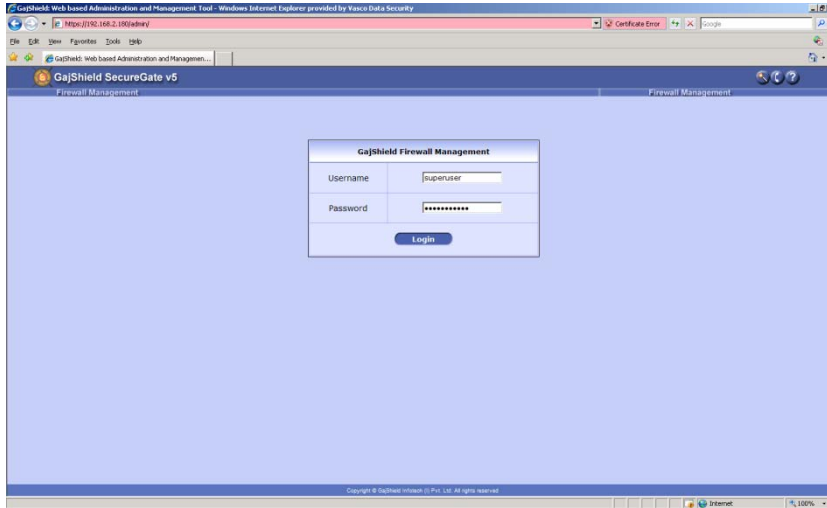 GajShield: Web based Administration and Management Tool - Windows Internet Explorer provided by Vasco Data Security
https://192.168.2.180/admin/
Certificate Error
Google
File Edit View Favorites Tools Help
GajShield: Web based Administration and Managemen...
GajShield SecureGate v5
Firewall Management
Firewall Management
GajShield Firewall Management
Username
superuser
Password
•••••••••••
Login
Copyright © GajShield Infotech (I) Pvt. Ltd. All rights reserved
Internet
100%